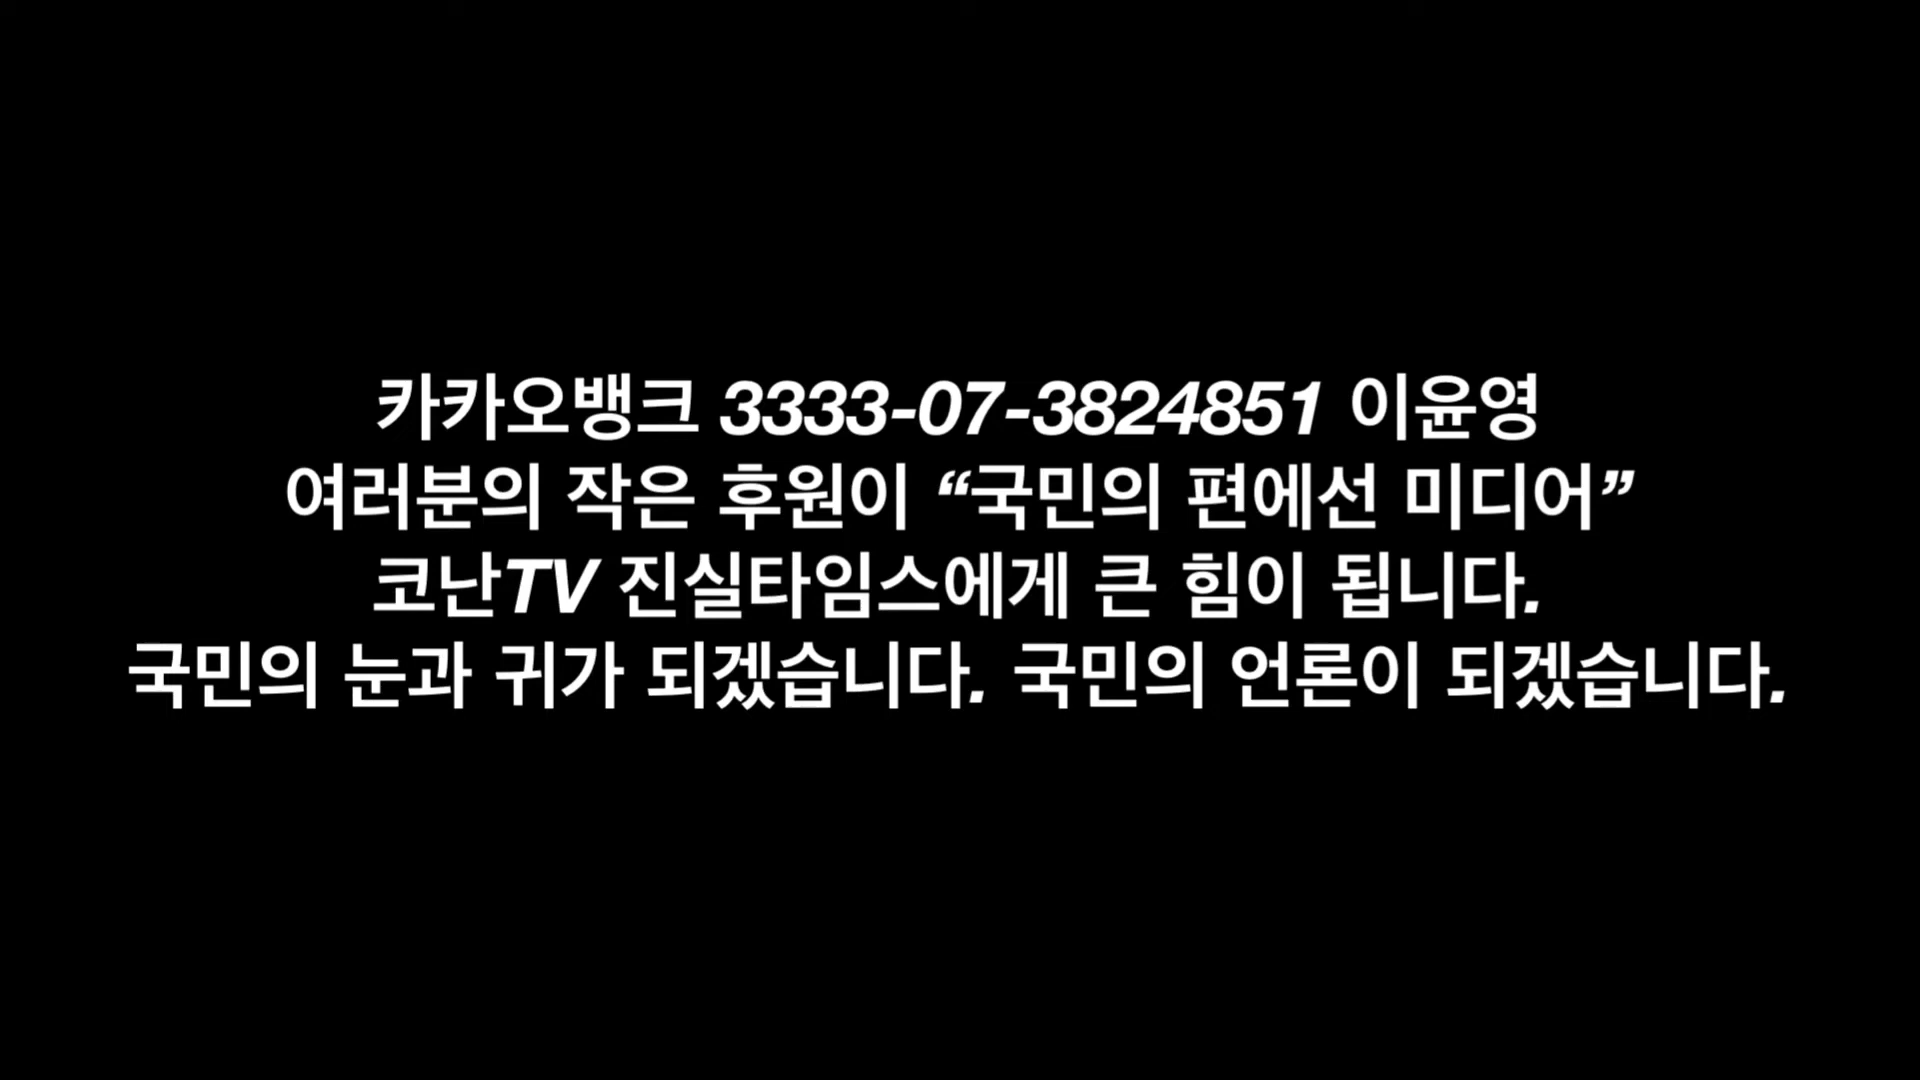 카카오뱅크 3333-07-3824851 이윤영
여러분의 작은 후원이 “국민의 편에선 미디어”
코난TV 진실타임스에게 큰 힘이 됩니다.
국민의 눈과 귀가 되겠습니다. 국민의 언론이 되겠습니다.